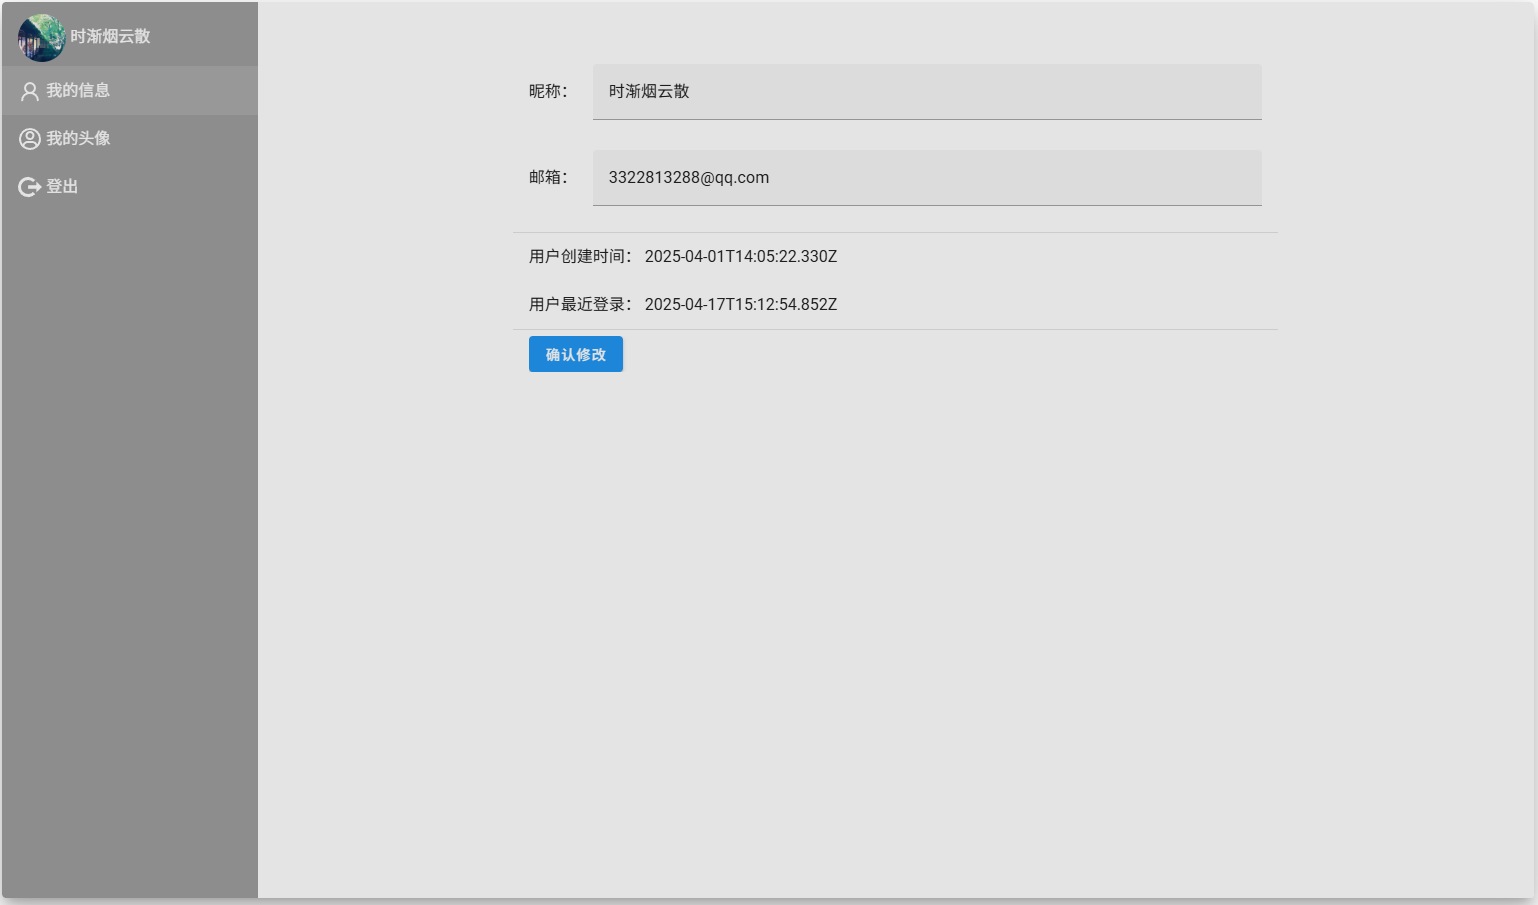 时渐烟云散
我的信息
我的头像
登出
昵称： 时渐烟云散
邮箱： 3322813288@qq.com
用户创建时间： 2025-04-01T14:05:22.330Z
用户最近登录： 2025-04-17T15:12:54.852Z
确认修改